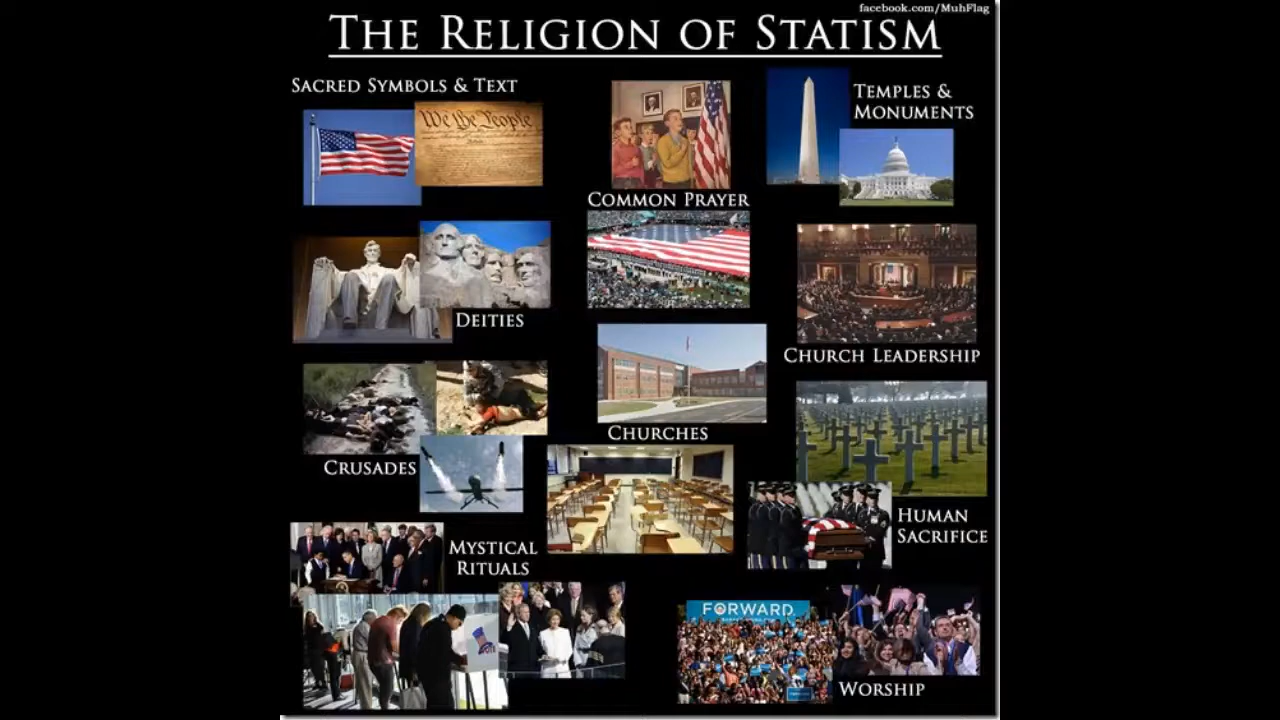 facebook.com/MuhFlag
THE RELIGION OF STATISM
SACRED SYMBOLS & TEXT
We the People
TEMPLES &
MONUMENTS
COMMON PRAYER
DEITIES
CHURCH LEADERSHIP
CHURCHES
CRUSADES
HUMAN
SACRIFICE
MYSTICAL
RITUALS
VOTE
FORWARD.
WORSHIP